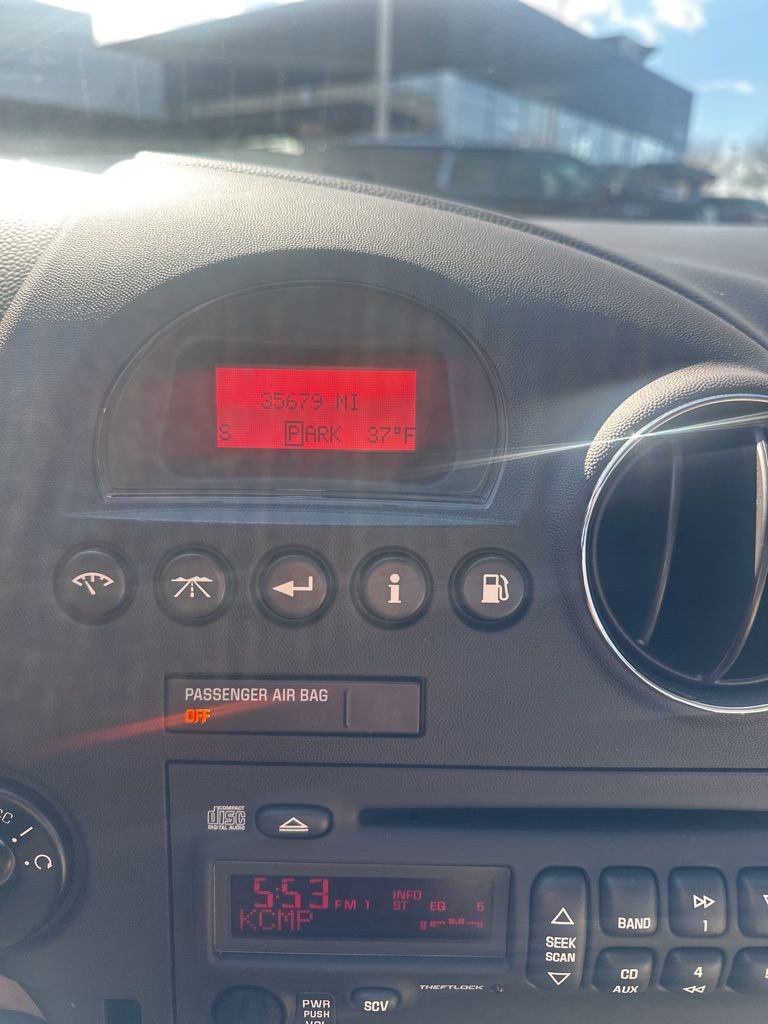 35679 MI
S PARK 37°F
i
PASSENGER AIR BAG
OFF
COMPACT
disc
DIGITAL AUDIO
5:53 FM 1 INFO
ST EQ 5
KCMP
SEEK
SCAN
BAND
1
CD
AUX
4
THEFTLOCK
PWR
PUSH
VOL
SCV